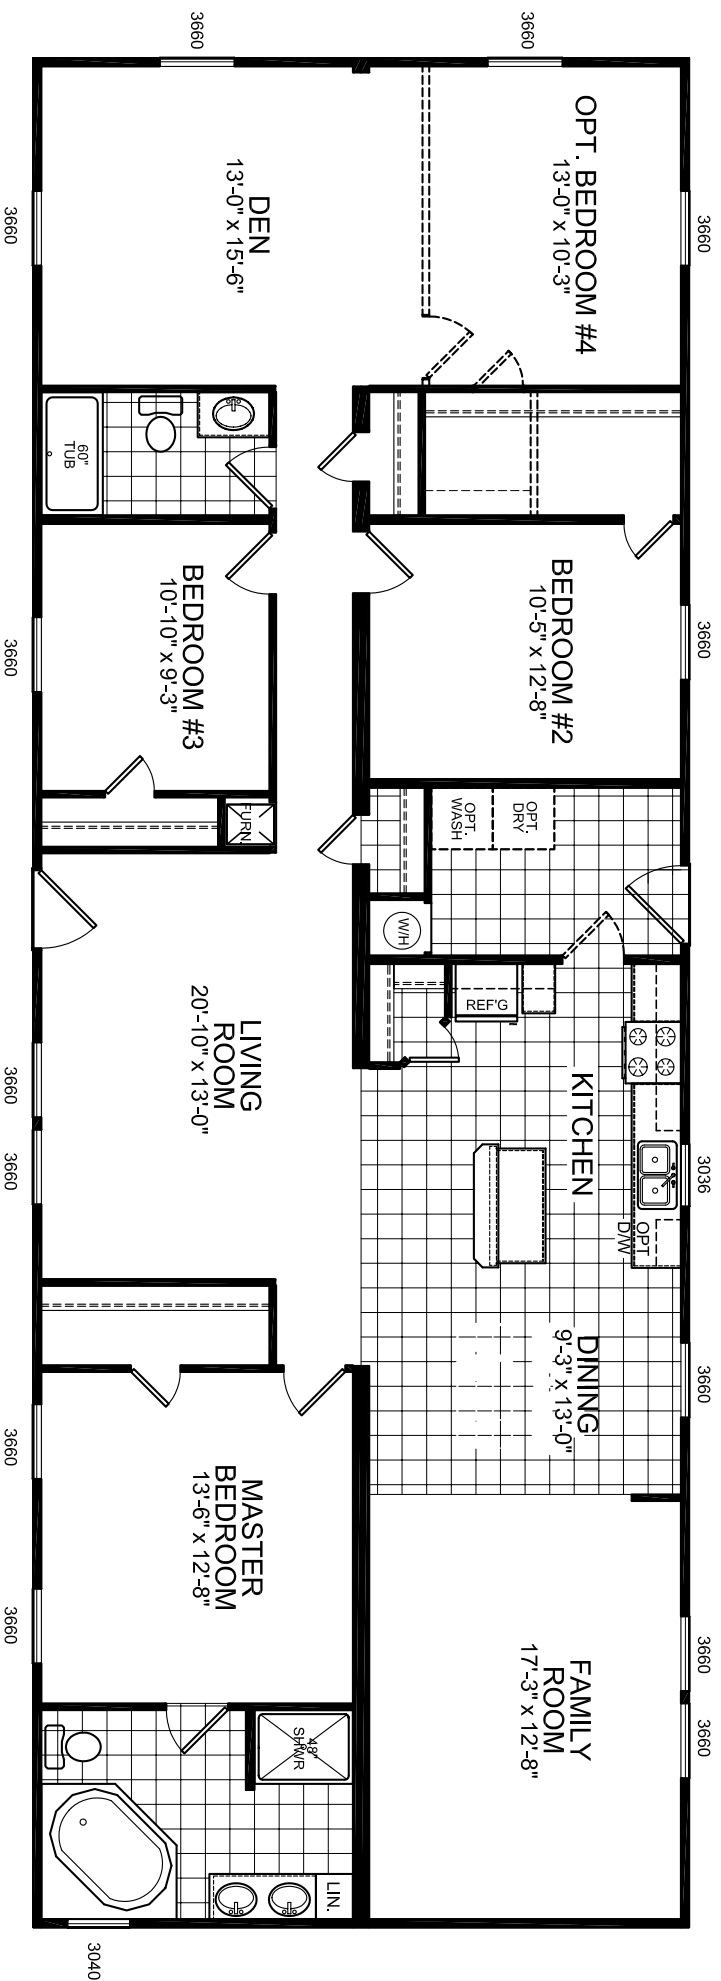 3660
3660
3660
3660
OPT. BEDROOM #4
13'-0" x 10'-3"
DEN
13'-0" x 15'-6"
60"
TUB
3660
3660
BEDROOM #2
10'-5" x 12'-8"
BEDROOM #3
10'-10" x 9'-3"
FURN.
OPT.
DRY
OPT.
WASH
W/H
REF'G
KITCHEN
3036
OPT
D/W
LIVING
ROOM
20'-10" x 13'-0"
3660
3660
DINING
9'-3" x 13'-0"
3660
3660
MASTER
BEDROOM
13'-6" x 12'-8"
3660
FAMILY
ROOM
17'-3" x 12'-8"
3660
3660
48"
SHWR
LIN.
3040